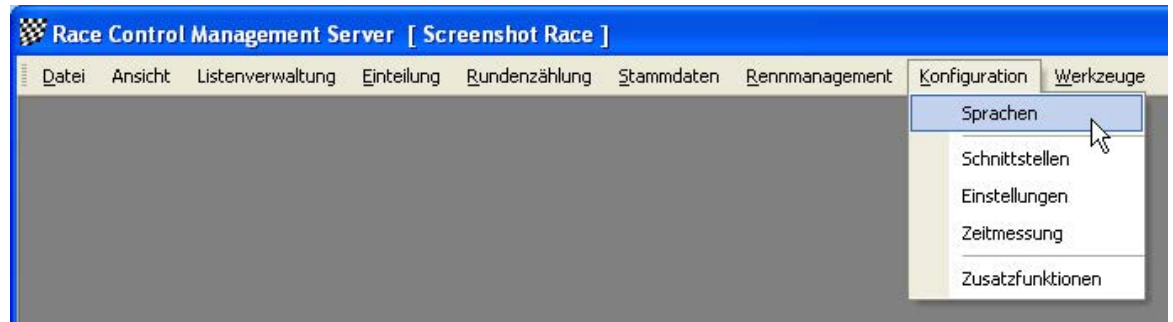 Race Control Management Server [ Screenshot Race ]
Datei Ansicht Listenverwaltung Einteilung Rundenzählung Stammdaten Rennmanagement Konfiguration Werkzeuge
Sprachen
Schnittstellen
Einstellungen
Zeitmessung
Zusatzfunktionen